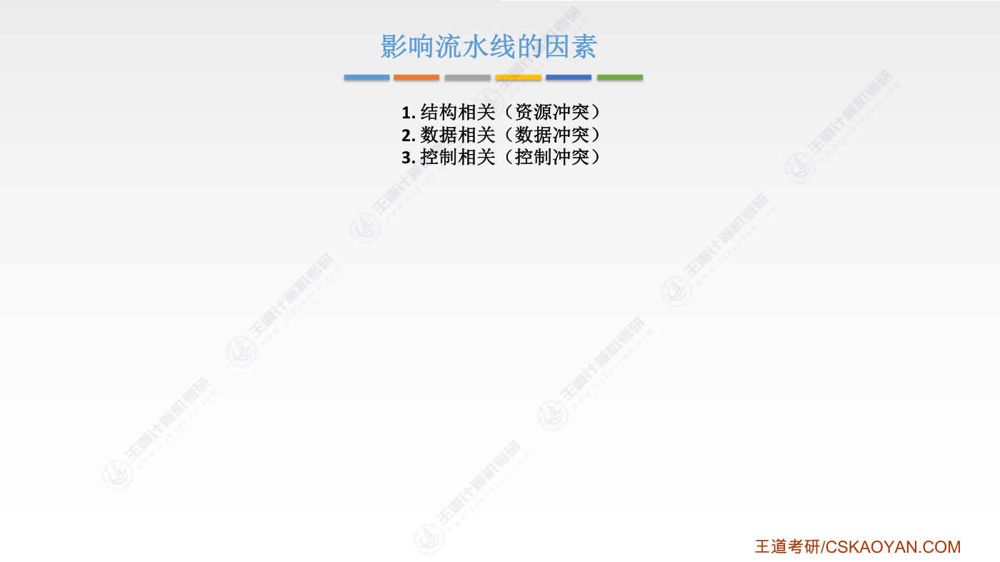 影响流水线的因素
1. 结构相关（资源冲突）
2. 数据相关（数据冲突）
3. 控制相关（控制冲突）
王道考研/CSKAOYAN.COM